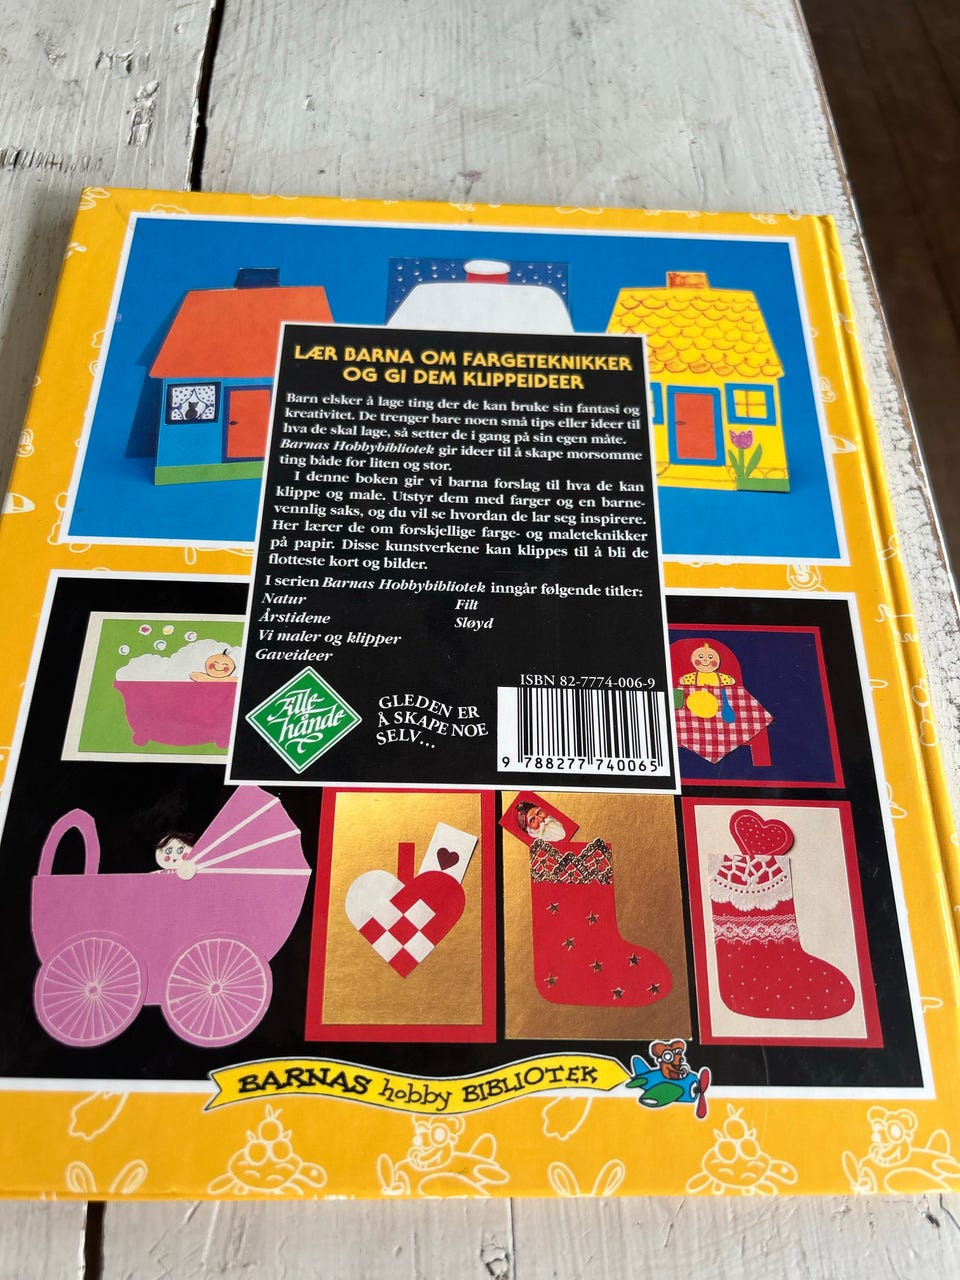 LÆR BARNA OM FARGETEKNIKKER
OG GI DEM KLIPPEIDEER
Barn elsker å lage ting der de kan bruke sin fantasi og
kreativitet. De trenger bare noen små tips eller ideer til
hva de skal lage, så setter de i gang på sin egen måte.
Barnas Hobbybibliotek gir ideer til å skape morsomme
ting både for liten og stor.
I denne boken gir vi barna forslag til hva de kan
klippe og male. Utstyr dem med farger og en barne-
vennlig saks, og du vil se hvordan de lar seg inspirere.
Her lærer de om forskjellige farge- og maleteknikker
på papir. Disse kunstverkene kan klippes til å bli de
flotteste kort og bilder.
I serien Barnas Hobbybibliotek inngår følgende titler:
Natur Filt
Årstidene Sløyd
Vi maler og klipper
Gaveideer
ISBN 82-7774-006-9
Fille
hånde
GLEDEN ER
Å SKAPE NOE
SELV...
9 788277 740065
BARNAS hobby BIBLIOTEK